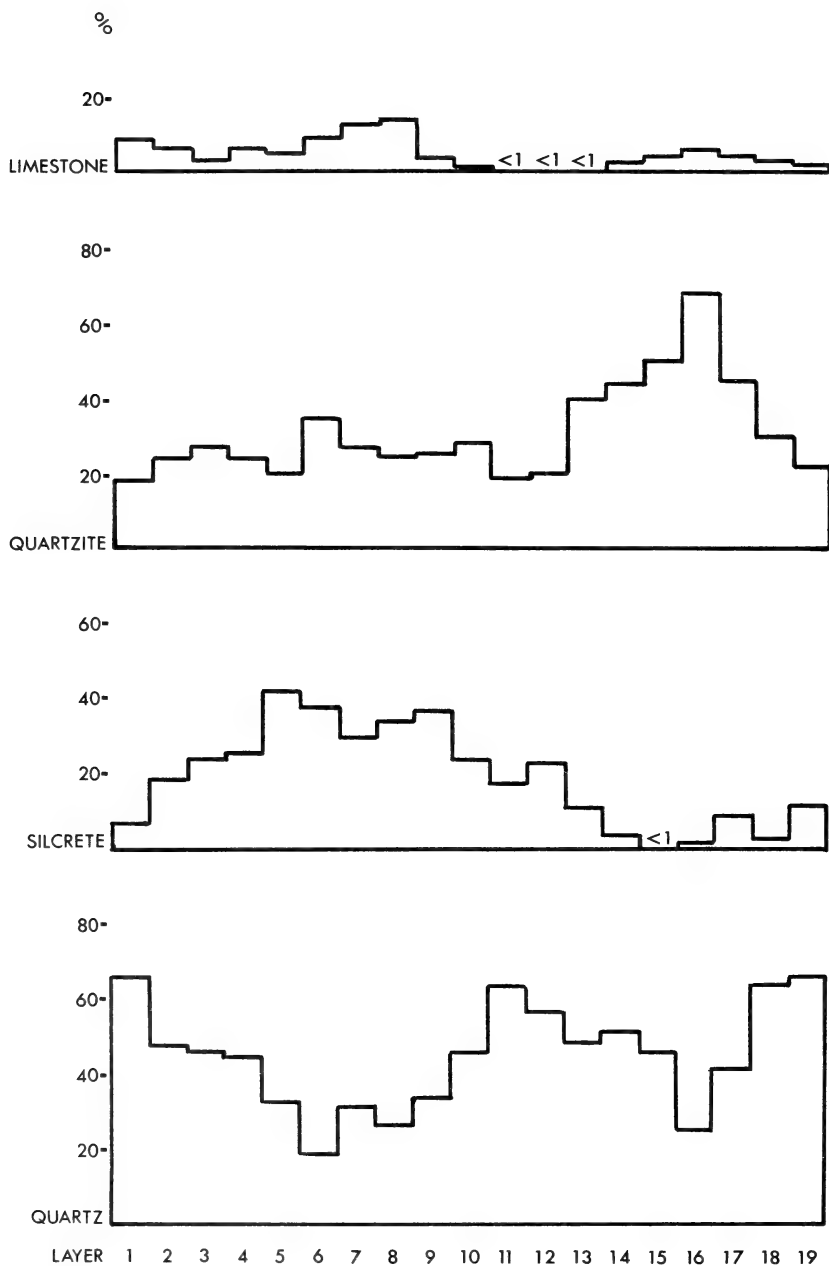 %
20-
LIMESTONE
<1 <1 <1
80-
60-
40-
20-
QUARTZITE
60-
40-
20-
SILCRETE
<1
80-
60-
40-
20-
QUARTZ
LAYER 1 2 3 4 5 6 7 8 9 10 11 12 13 14 15 16 17 18 19